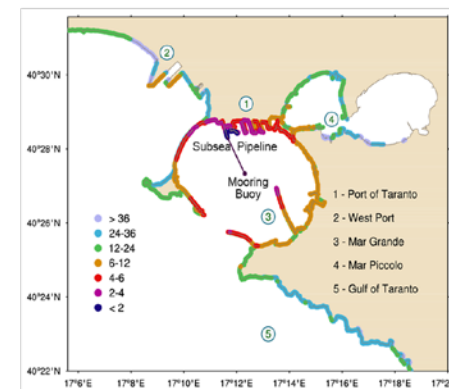 40°30'N
40°28'N
40°26'N
40°24'N
40°22'N
2
1
4
Subsea Pipeline
Mooring
Buoy
3
5
> 36
24-36
12-24
6-12
4-6
2-4
< 2
1 - Port of Taranto
2 - West Port
3 - Mar Grande
4 - Mar Piccolo
5 - Gulf of Taranto
17°6'E 17°8'E 17°10'E 17°12'E 17°14'E 17°16'E 17°18'E 17°2